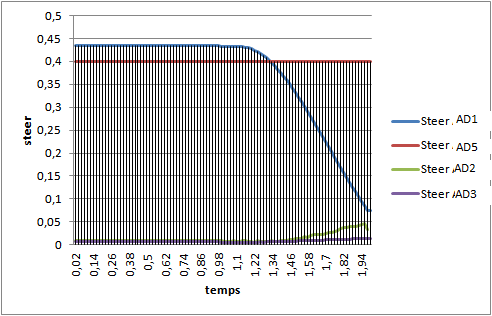 0,5
0,45
0,4
0,35
0,3
0,25
0,2
0,15
0,1
0,05
0
steer
0,02 0,14 0,26 0,38 0,5 0,62 0,74 0,86 0,98 1,1 1,22 1,34 1,46 1,58 1,7 1,82 1,94
temps
Steer AD1
Steer AD5
Steer AD2
Steer AD3